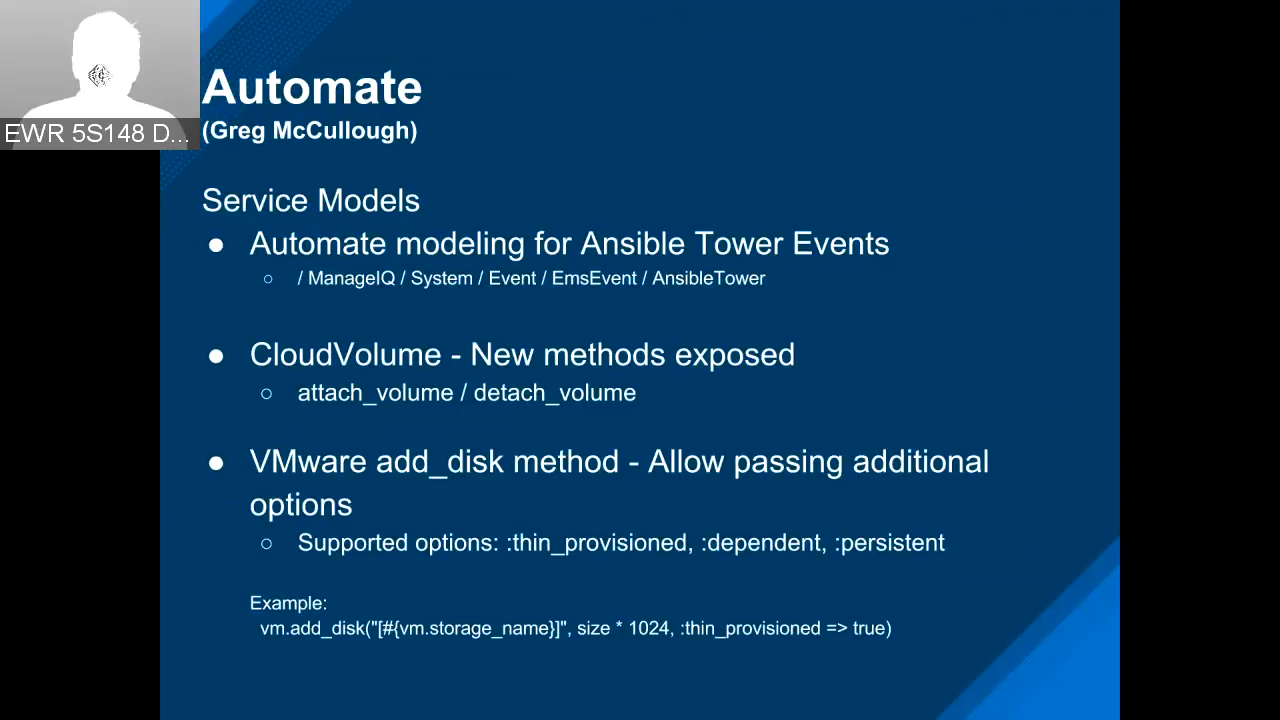 Automate
EWR 5S148 D...
(Greg McCullough)
Service Models
● Automate modeling for Ansible Tower Events
○ / ManageIQ / System / Event / EmsEvent / AnsibleTower
● CloudVolume - New methods exposed
○ attach_volume / detach_volume
● VMware add_disk method - Allow passing additional
options
○ Supported options: :thin_provisioned, :dependent, :persistent
Example:
vm.add_disk("[#{vm.storage_name}]", size * 1024, :thin_provisioned => true)